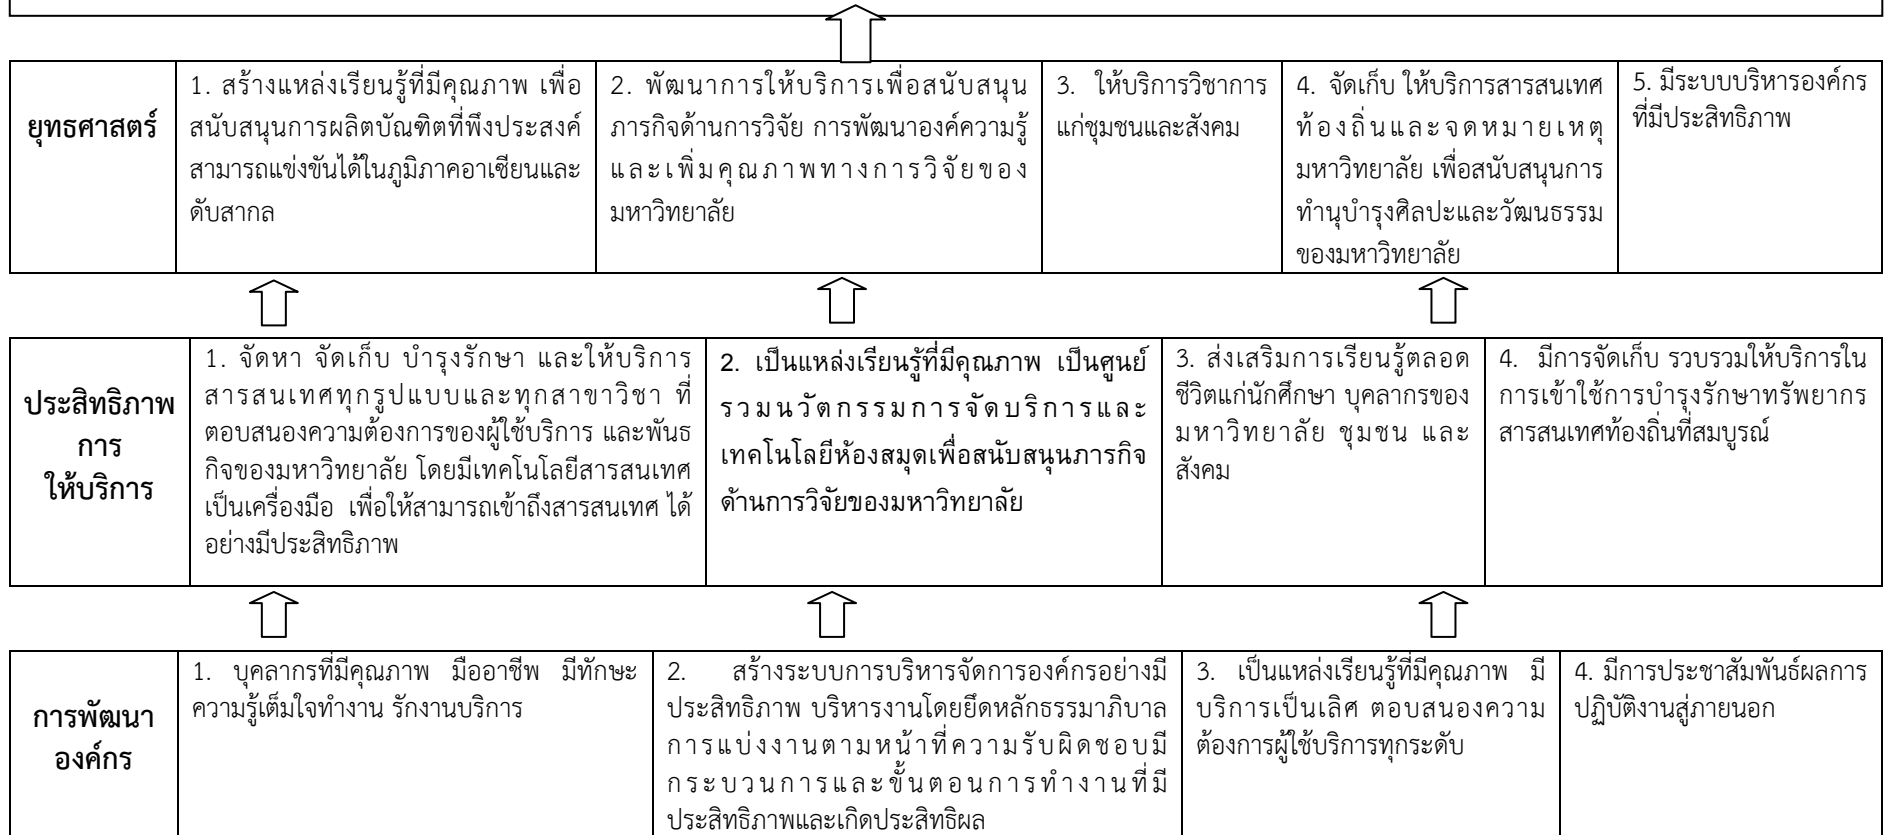 ยุทธศาสตร์
1. สร้างแหล่งเรียนรู้ที่มีคุณภาพ เพื่อ
สนับสนุนการผลิตบัณฑิตที่พึงประสงค์
สามารถแข่งขันได้ในภูมิภาคอาเซียนและ
ดับสากล
2. พัฒนาการให้บริการเพื่อสนับสนุน
ภารกิจด้านการวิจัย การพัฒนาองค์ความรู้
และเพิ่มคุณภาพทางการวิจัยของ
มหาวิทยาลัย
3. ให้บริการวิชาการ
แก่ชุมชนและสังคม
4. จัดเก็บ ให้บริการสารสนเทศ
ท้องถิ่นและจดหมายเหตุ
มหาวิทยาลัย เพื่อสนับสนุนการ
ทำนุบำรุงศิลปะและวัฒนธรรม
ของมหาวิทยาลัย
5. มีระบบบริหารองค์กร
ที่มีประสิทธิภาพ
ประสิทธิภาพ
การ
ให้บริการ
1. จัดหา จัดเก็บ บำรุงรักษา และให้บริการ
สารสนเทศทุกรูปแบบและทุกสาขาวิชา ที่
ตอบสนองความต้องการของผู้ใช้บริการ และพันธ
กิจของมหาวิทยาลัย โดยมีเทคโนโลยีสารสนเทศ
เป็นเครื่องมือ เพื่อให้สามารถเข้าถึงสารสนเทศ ได้
อย่างมีประสิทธิภาพ
2. เป็นแหล่งเรียนรู้ที่มีคุณภาพ เป็นศูนย์
รวมนวัตกรรมการจัดบริการและ
เทคโนโลยีห้องสมุดเพื่อสนับสนุนภารกิจ
ด้านการวิจัยของมหาวิทยาลัย
3. ส่งเสริมการเรียนรู้ตลอด
ชีวิตแก่นักศึกษา บุคลากรของ
มหาวิทยาลัย ชุมชน และ
สังคม
4. มีการจัดเก็บ รวบรวมให้บริการใน
การเข้าใช้การบำรุงรักษาทรัพยากร
สารสนเทศท้องถิ่นที่สมบูรณ์
การพัฒนา
องค์กร
1. บุคลากรที่มีคุณภาพ มืออาชีพ มีทักษะ
ความรู้เต็มใจทำงาน รักงานบริการ
2. สร้างระบบการบริหารจัดการองค์กรอย่างมี
ประสิทธิภาพ บริหารงานโดยยึดหลักธรรมาภิบาล
การแบ่งงานตามหน้าที่ความรับผิดชอบมี
กระบวนการและขั้นตอนการทำงานที่มี
ประสิทธิภาพและเกิดประสิทธิผล
3. เป็นแหล่งเรียนรู้ที่มีคุณภาพ มี
บริการเป็นเลิศ ตอบสนองความ
ต้องการผู้ใช้บริการทุกระดับ
4. มีการประชาสัมพันธ์ผลการ
ปฏิบัติงานสู่ภายนอก